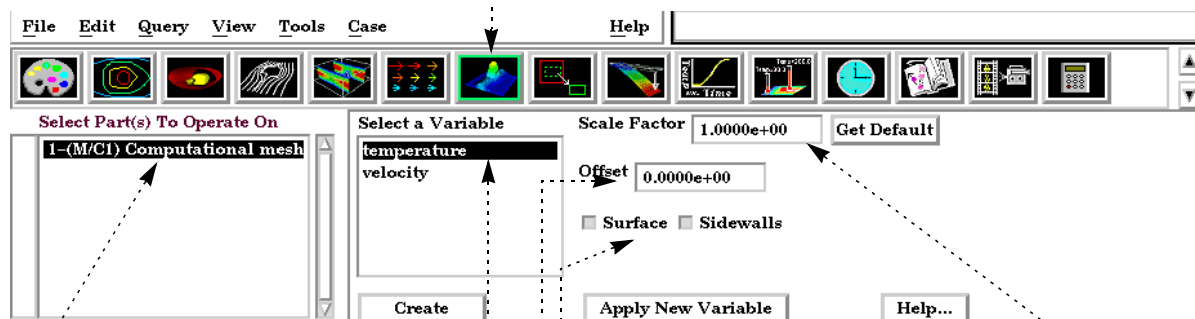 File Edit Query View Tools Case Help
Select Part(s) To Operate On
1-(M/C1) Computational mesh
Select a Variable
temperature
velocity
Scale Factor 1.0000e+00 Get Default
Offset 0.0000e+00
Surface Sidewalls
Create Apply New Variable Help...